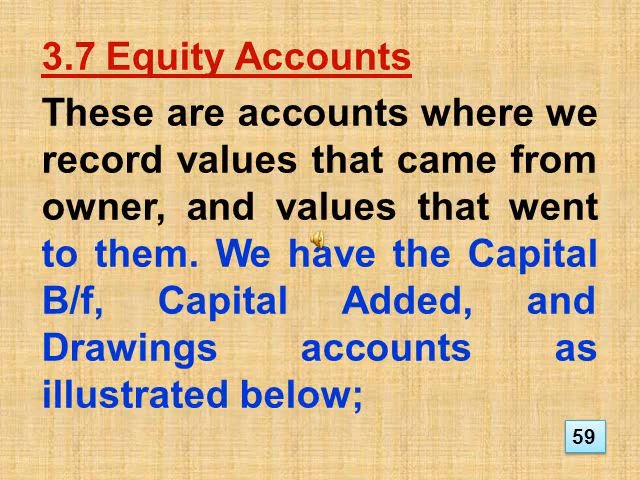 3.7 Equity Accounts
These are accounts where we
record values that came from
owner, and values that went
to them. We have the Capital
B/f, Capital Added, and
Drawings accounts as
illustrated below;
59